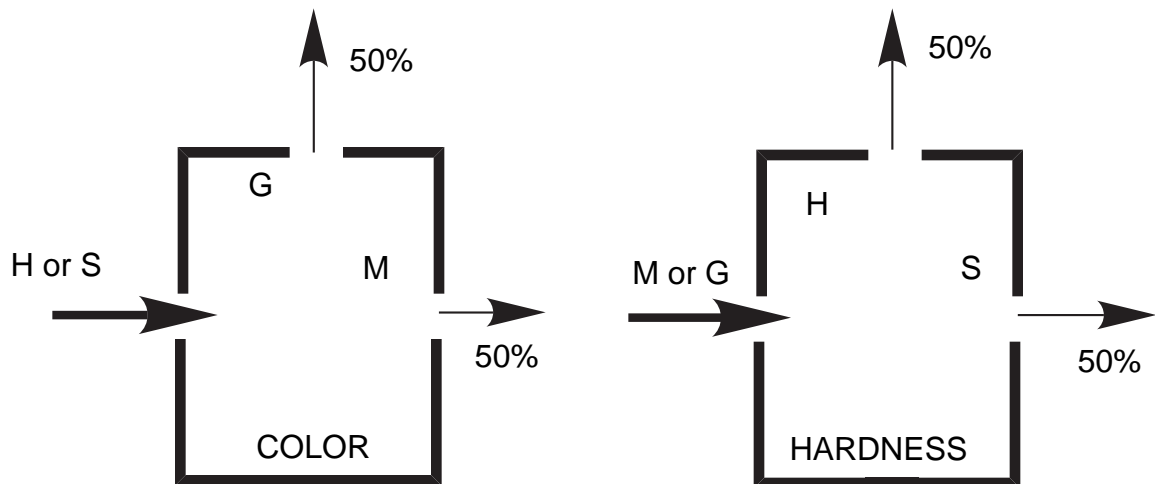 50%
G
H or S
M
50%
COLOR
50%
H
M or G
S
50%
HARDNESS